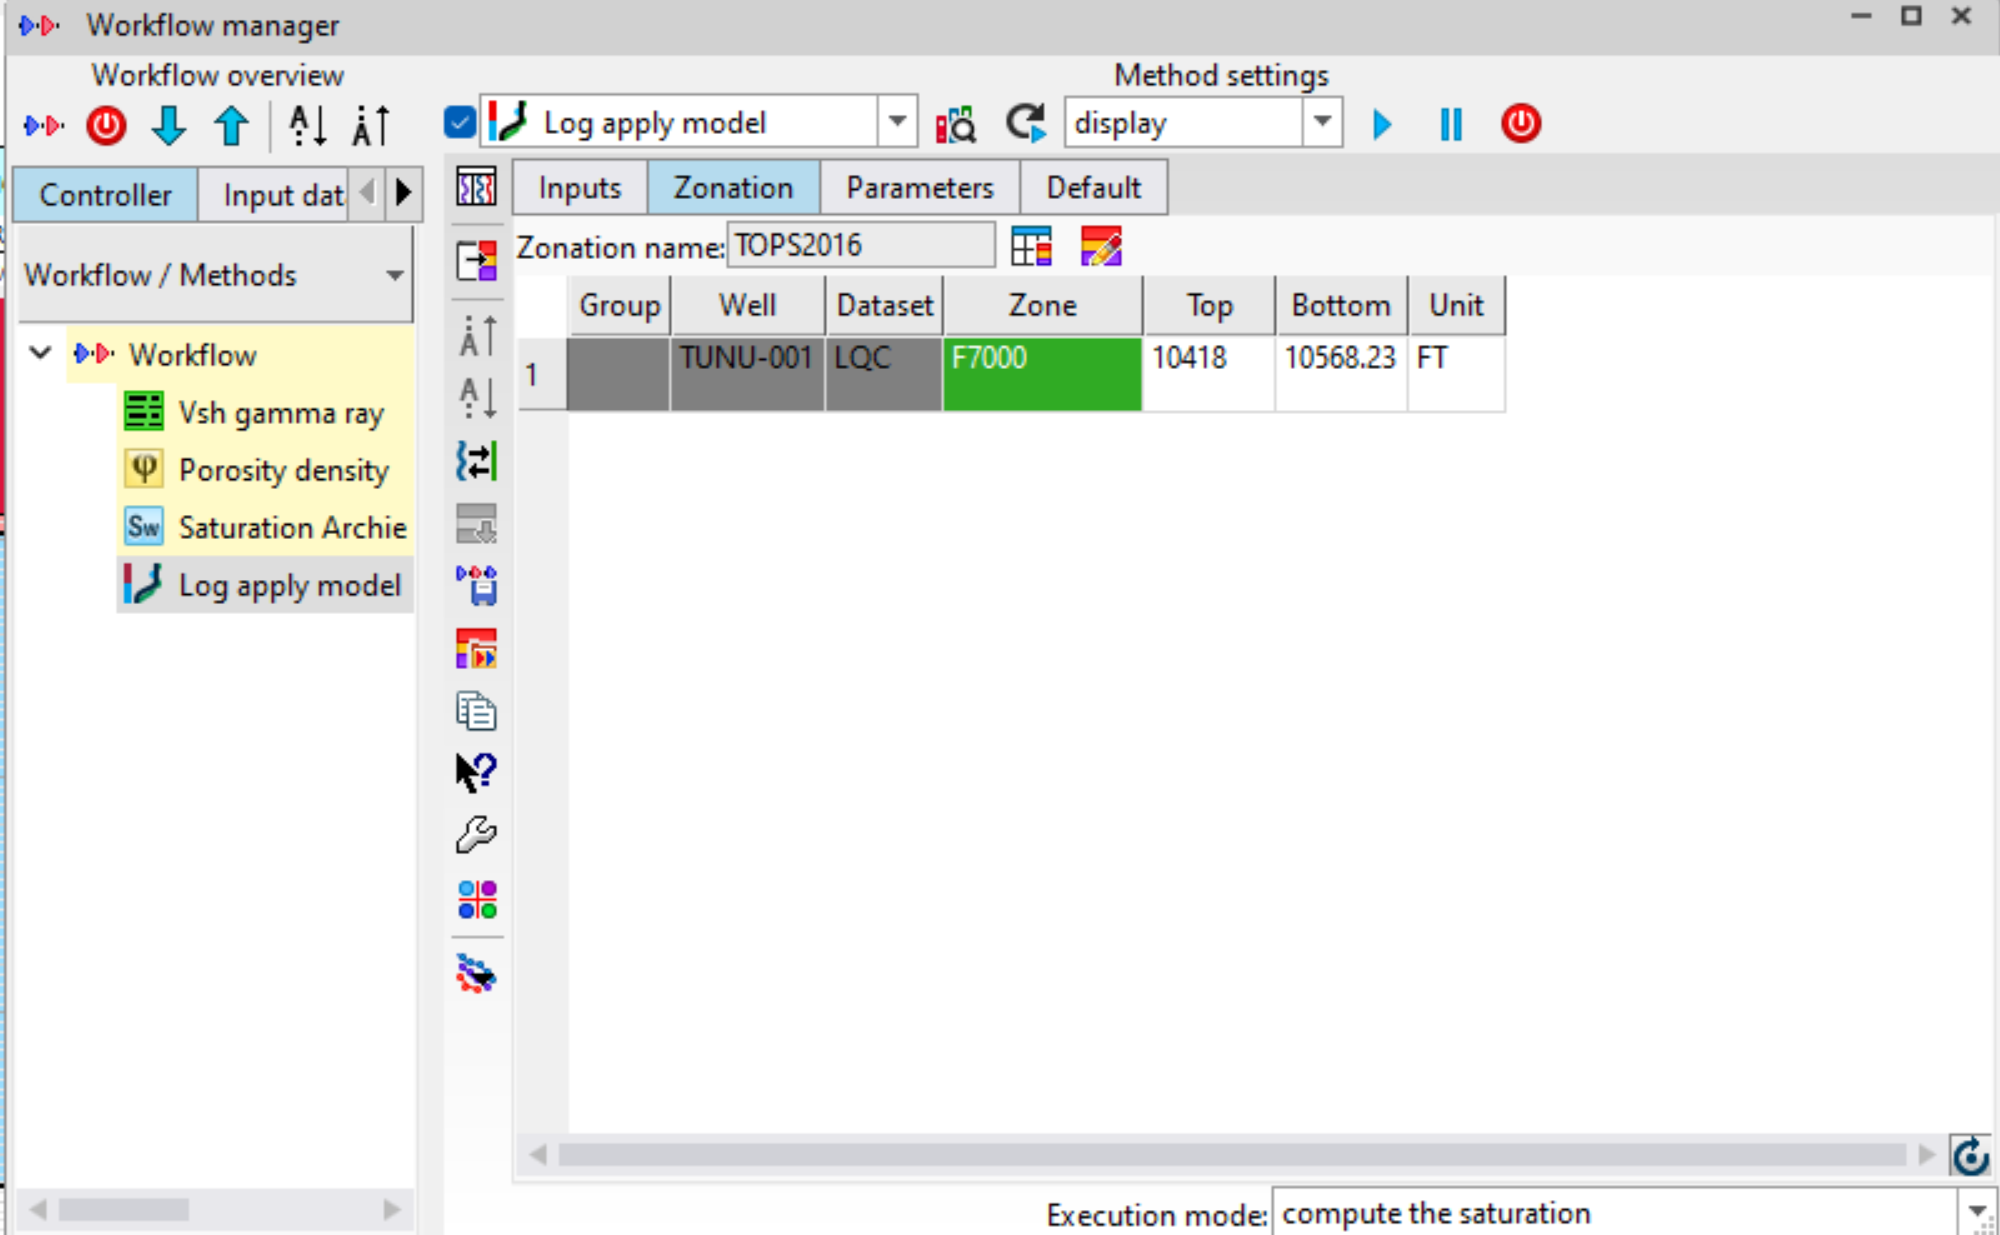 Workflow manager
Workflow overview
Method settings
Log apply model
display
Controller
Input dat
Inputs
Zonation
Parameters
Default
Zonation name: TOPS2016
Workflow / Methods
Group Well Dataset Zone Top Bottom Unit
1 TUNU-001 LQC F7000 10418 10568.23 FT
Workflow
Vsh gamma ray
φ Porosity density
Sw Saturation Archie
Log apply model
Execution mode: compute the saturation